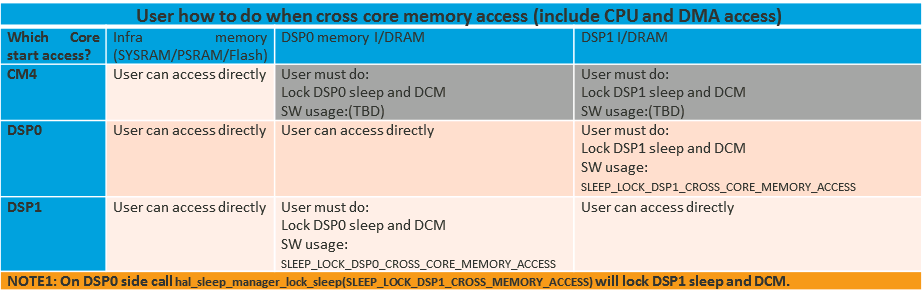 User how to do when cross core memory access (include CPU and DMA access)
Which Core start access?
Infra memory (SYSRAM/PSRAM/Flash)
DSP0 memory I/DRAM
DSP1 I/DRAM
CM4
User can access directly
User must do:
Lock DSP0 sleep and DCM
SW usage:(TBD)
User must do:
Lock DSP1 sleep and DCM
SW usage:(TBD)
DSP0
User can access directly
User can access directly
User must do:
Lock DSP1 sleep and DCM
SW usage:
SLEEP_LOCK_DSP1_CROSS_CORE_MEMORY_ACCESS
DSP1
User can access directly
User must do:
Lock DSP0 sleep and DCM
SW usage:
SLEEP_LOCK_DSP0_CROSS_CORE_MEMORY_ACCESS
User can access directly
NOTE1: On DSP0 side call hal_sleep_manager_lock_sleep(SLEEP_LOCK_DSP1_CROSS_MEMORY_ACCESS) will lock DSP1 sleep and DCM.